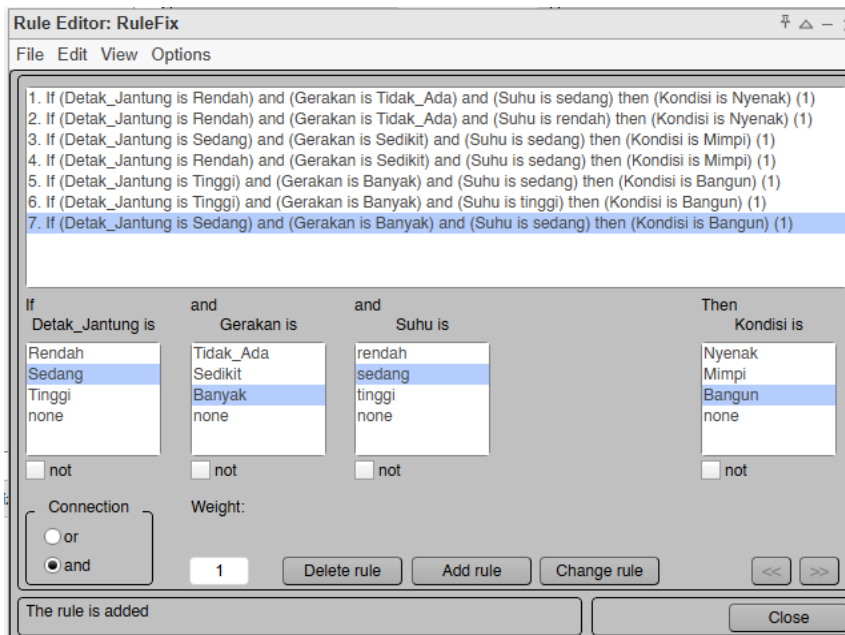 Rule Editor: RuleFix
File Edit View Options
1. If (Detak_Jantung is Rendah) and (Gerakan is Tidak_Ada) and (Suhu is sedang) then (Kondisi is Nyenak) (1)
2. If (Detak_Jantung is Rendah) and (Gerakan is Tidak_Ada) and (Suhu is rendah) then (Kondisi is Nyenak) (1)
3. If (Detak_Jantung is Sedang) and (Gerakan is Sedikit) and (Suhu is sedang) then (Kondisi is Mimpi) (1)
4. If (Detak_Jantung is Rendah) and (Gerakan is Sedikit) and (Suhu is sedang) then (Kondisi is Mimpi) (1)
5. If (Detak_Jantung is Tinggi) and (Gerakan is Banyak) and (Suhu is sedang) then (Kondisi is Bangun) (1)
6. If (Detak_Jantung is Tinggi) and (Gerakan is Banyak) and (Suhu is tinggi) then (Kondisi is Bangun) (1)
7. If (Detak_Jantung is Sedang) and (Gerakan is Banyak) and (Suhu is sedang) then (Kondisi is Bangun) (1)
If
Detak_Jantung is
Rendah
Sedang
Tinggi
none
not
and
Gerakan is
Tidak_Ada
Sedikit
Banyak
none
not
and
Suhu is
rendah
sedang
tinggi
none
not
Then
Kondisi is
Nyenak
Mimpi
Bangun
none
not
Connection
or
and
Weight:
1
Delete rule
Add rule
Change rule
<<
>>
The rule is added
Close